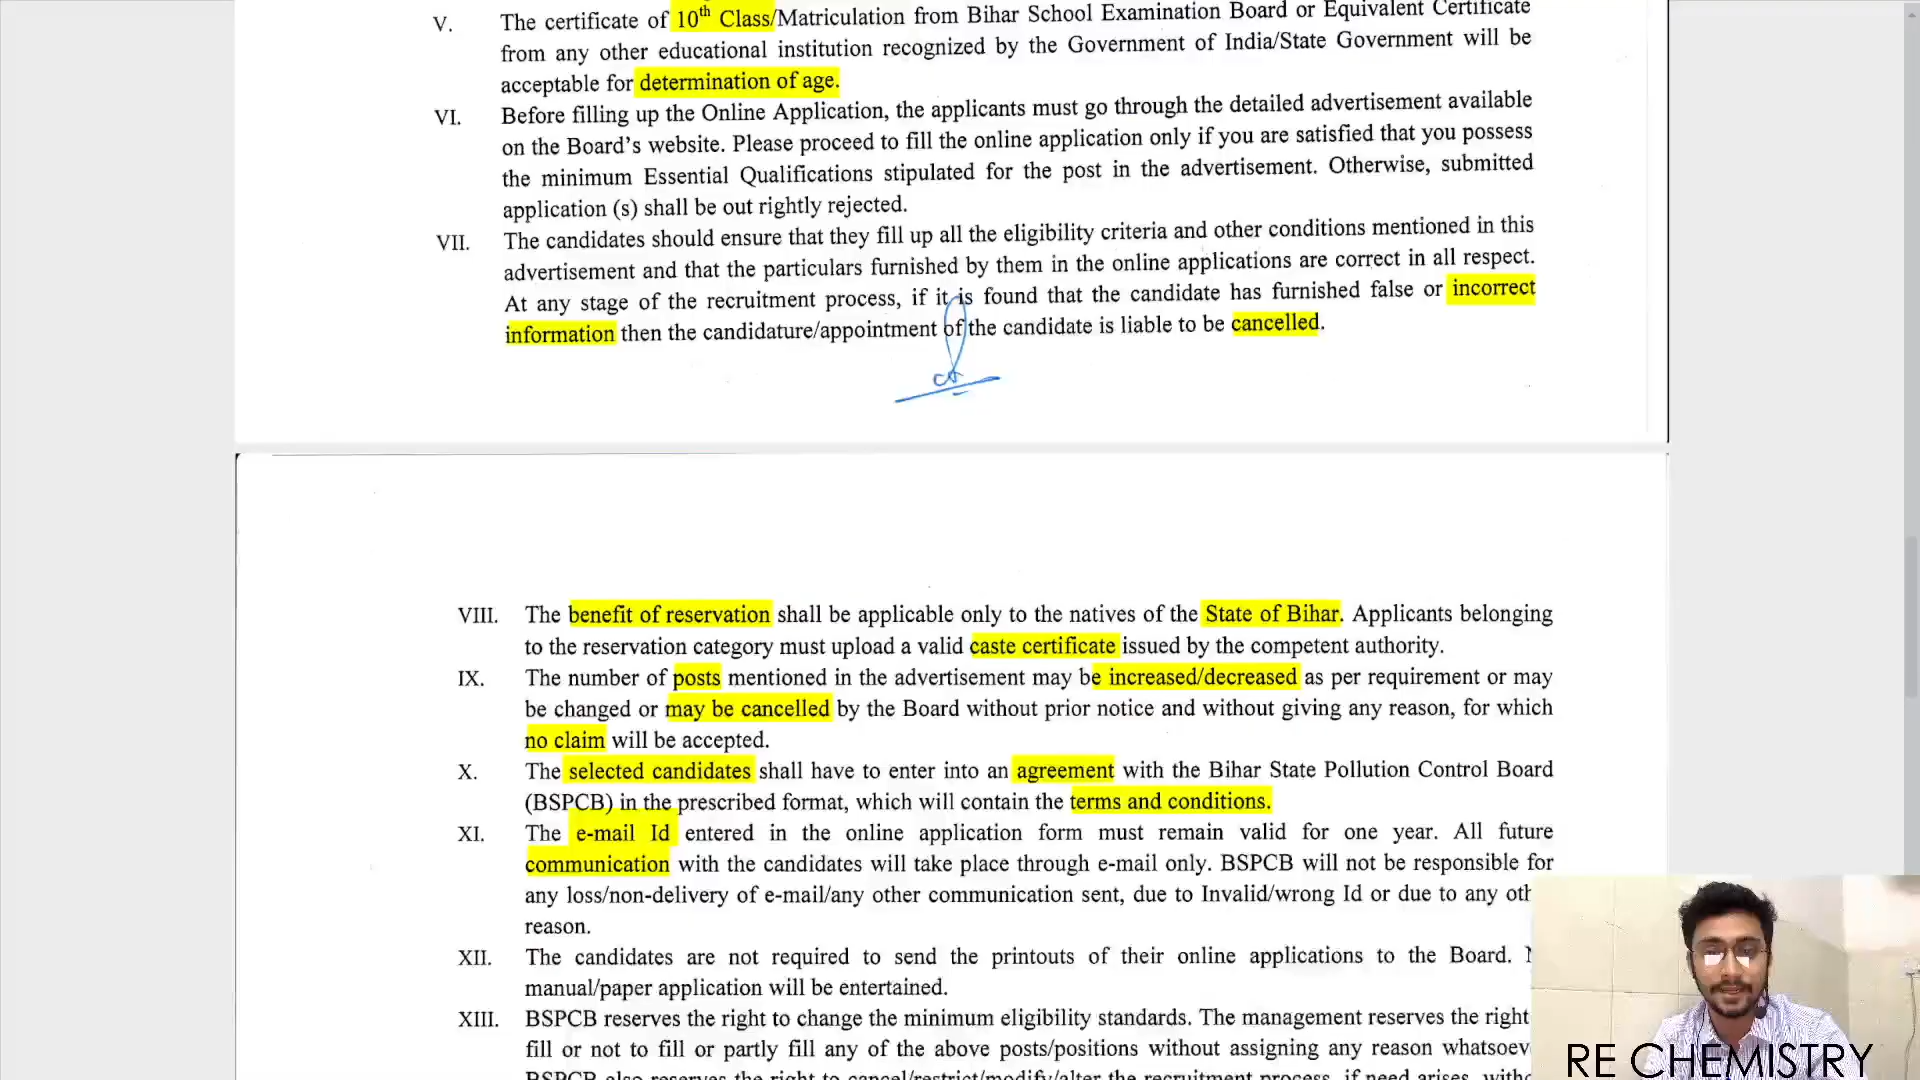 V. The certificate of 10th Class/Matriculation from Bihar School Examination Board or Equivalent Certificate
from any other educational institution recognized by the Government of India/State Government will be
acceptable for determination of age.
VI. Before filling up the Online Application, the applicants must go through the detailed advertisement available
on the Board's website. Please proceed to fill the online application only if you are satisfied that you possess
the minimum Essential Qualifications stipulated for the post in the advertisement. Otherwise, submitted
application (s) shall be out rightly rejected.
VII. The candidates should ensure that they fill up all the eligibility criteria and other conditions mentioned in this
advertisement and that the particulars furnished by them in the online applications are correct in all respect.
At any stage of the recruitment process, if it is found that the candidate has furnished false or incorrect
information then the candidature/appointment of the candidate is liable to be cancelled.
VIII. The benefit of reservation shall be applicable only to the natives of the State of Bihar. Applicants belonging
to the reservation category must upload a valid caste certificate issued by the competent authority.
IX. The number of posts mentioned in the advertisement may be increased/decreased as per requirement or may
be changed or may be cancelled by the Board without prior notice and without giving any reason, for which
no claim will be accepted.
X. The selected candidates shall have to enter into an agreement with the Bihar State Pollution Control Board
(BSPCB) in the prescribed format, which will contain the terms and conditions.
XI. The e-mail Id entered in the online application form must remain valid for one year. All future
communication with the candidates will take place through e-mail only. BSPCB will not be responsible for
any loss/non-delivery of e-mail/any other communication sent, due to Invalid/wrong Id or due to any
reason.
XII. The candidates are not required to send the printouts of their online applications to the Board.
manual/paper application will be entertained.
XIII. BSPCB reserves the right to change the minimum eligibility standards. The management reserves the right
fill or not to fill or partly fill any of the above posts/positions without assigning any reason
BSPCB also reserves the right to cancel/restrict/modify/alter the recruitment process, if need arises,
RE CHEMISTRY